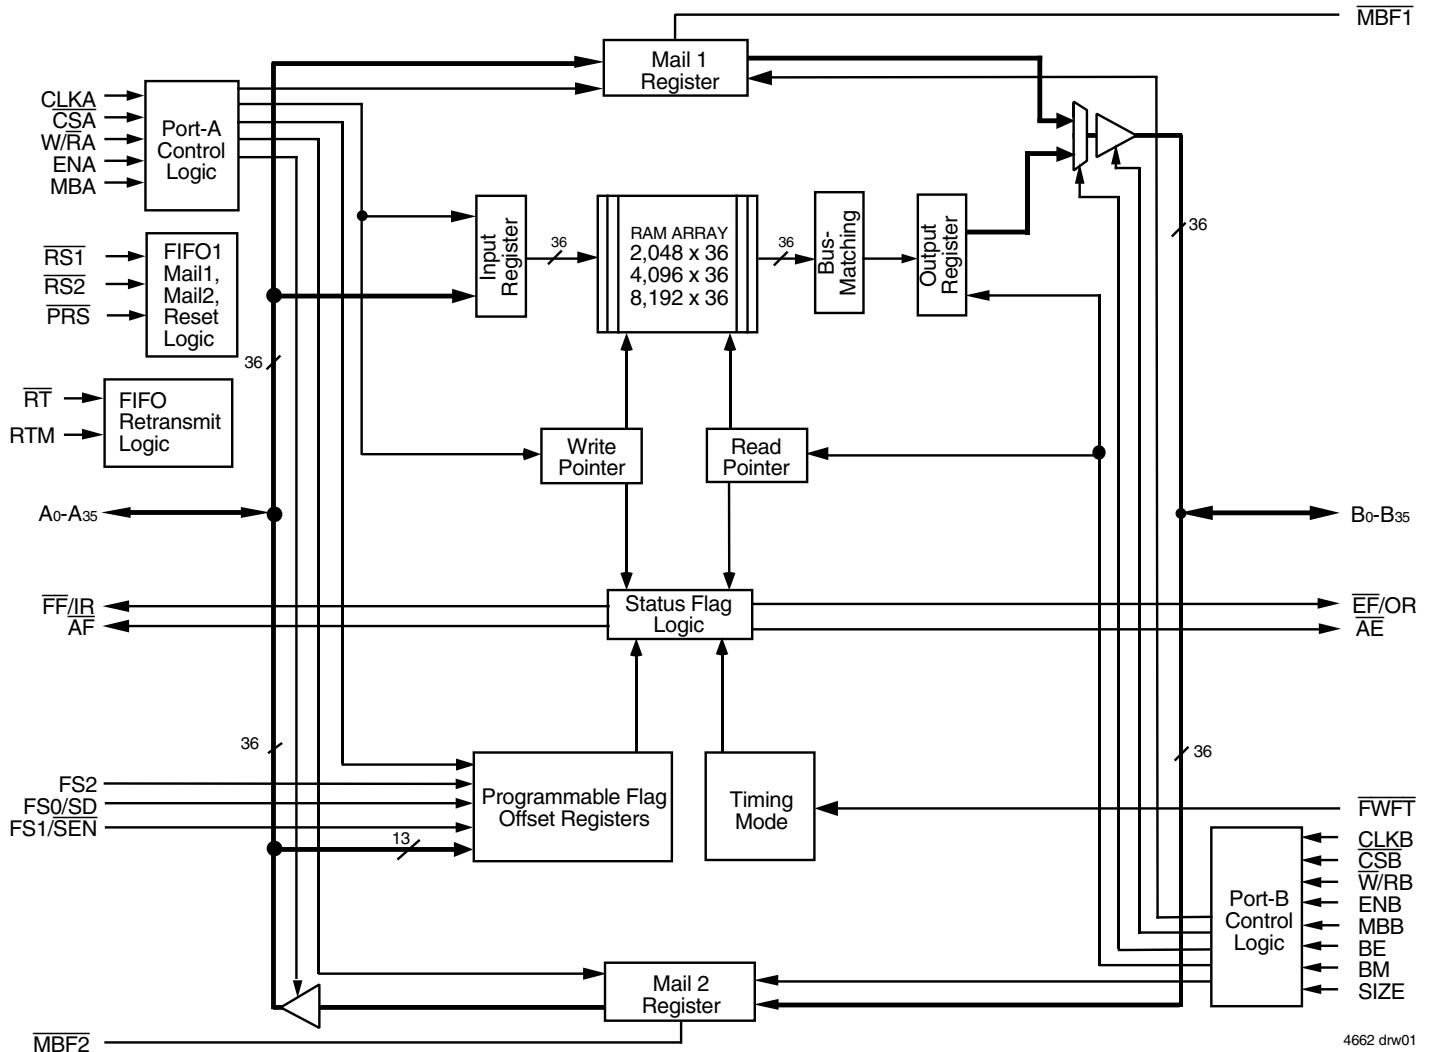 MBF1
Mail 1
Register
CLKA
CSA
W/RA
ENA
MBA
Port-A
Control
Logic
RS1
RS2
PRS
FIFO1
Mail1,
Mail2,
Reset
Logic
Input
Register
36
RAM ARRAY
2,048 x 36
4,096 x 36
8,192 x 36
36
Bus-
Matching
Output
Register
36
36
RT
RTM
FIFO
Retransmit
Logic
Write
Pointer
Read
Pointer
A0-A35
B0-B35
FF/IR
AF
Status Flag
Logic
EF/OR
AE
36
36
FS2
FS0/SD
FS1/SEN
Programmable Flag
Offset Registers
13
Timing
Mode
FWFT
Port-B
Control
Logic
CLKB
CSB
W/RB
ENB
MBB
BE
BM
SIZE
Mail 2
Register
MBF2
4662 drw01